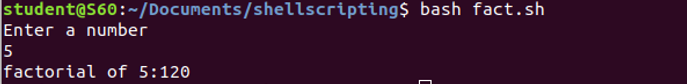 student@S60:~/Documents/shellscripting$ bash fact.sh
Enter a number
5
factorial of 5:120